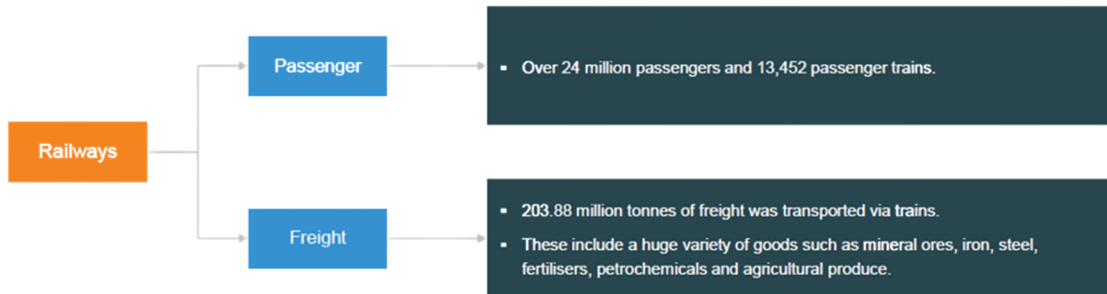 Railways
Passenger
▪ Over 24 million passengers and 13,452 passenger trains.
Freight
▪ 203.88 million tonnes of freight was transported via trains.
▪ These include a huge variety of goods such as mineral ores, iron, steel,
fertilisers, petrochemicals and agricultural produce.